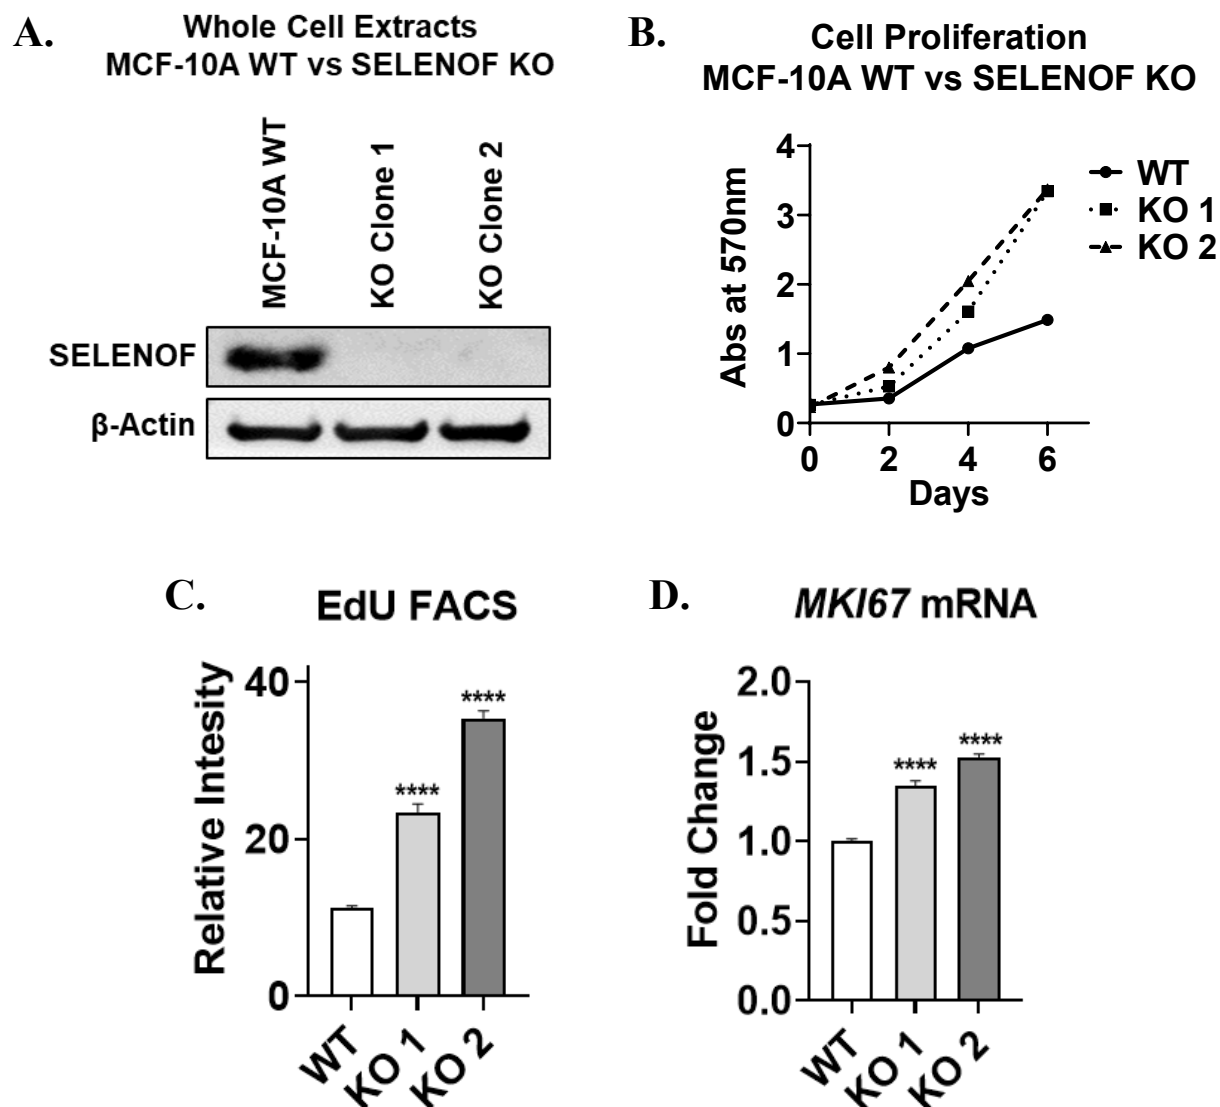 A.
Whole Cell Extracts
MCF-10A WT vs SELENOF KO
MCF-10A WT
KO Clone 1
KO Clone 2
SELENOF
β-Actin
B.
Cell Proliferation
MCF-10A WT vs SELENOF KO
Abs at 570nm
4
3
2
1
0
0 2 4 6
Days
WT
KO 1
KO 2
C.
EdU FACS
Relative Intesity
40
20
0
****
****
WT
KO 1
KO 2
D.
MKI67 mRNA
Fold Change
2.0
1.5
1.0
0.5
0.0
****
****
WT
KO 1
KO 2